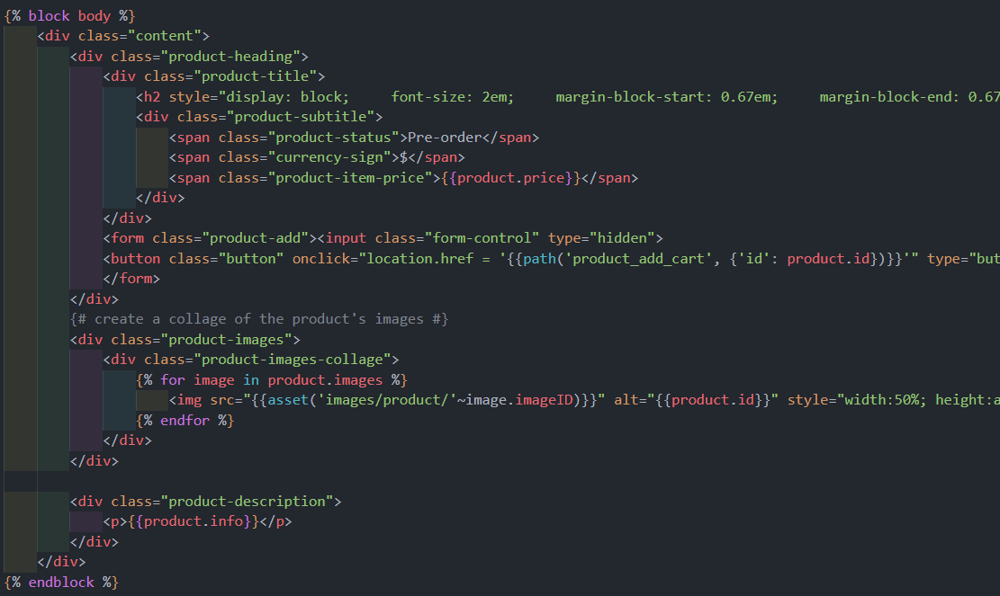 {% block body %}
<div class="content">
<div class="product-heading">
<div class="product-title">
<h2 style="display: block;     font-size: 2em;     margin-block-start: 0.67em;     margin-block-end: 0.67
<div class="product-subtitle">
<span class="product-status">Pre-order</span>
<span class="currency-sign">$</span>
<span class="product-item-price">{{product.price}}</span>
</div>
</div>
<form class="product-add"><input class="form-control" type="hidden">
<button class="button" onclick="location.href = '{{path('product_add_cart', {'id': product.id})}}'" type="but
</form>
</div>
{# create a collage of the product's images #}
<div class="product-images">
<div class="product-images-collage">
{% for image in product.images %}
<img src="{{asset('images/product/'~image.imageID)}}" alt="{{product.id}}" style="width:50%; height:a
{% endfor %}
</div>
</div>
<div class="product-description">
<p>{{product.info}}</p>
</div>
</div>
{% endblock %}